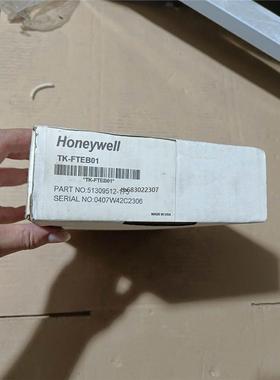 Honeywell
TK-FTEB01
"TK-FTEB01"
PART NO:51309512-175
SERIAL NO:0407W42C2306
MADE IN USA